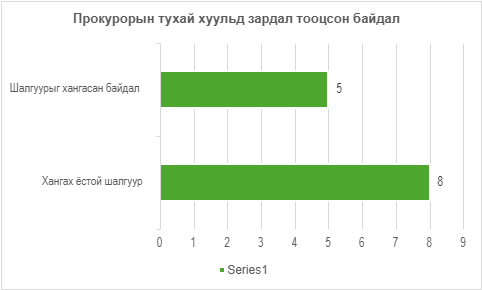 Прокурорын тухай хуульд зардал тооцсон байдал
Шалгуурыг хангасан байдал
5
Хангах ёстой шалгуур
8
0 1 2 3 4 5 6 7 8 9
Series1